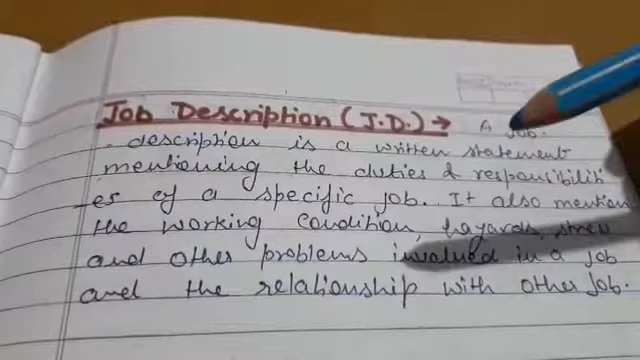 Job Description (J.D.) → A Job
description is a written statement
mentioning the duties & responsibiliti
es of a specific job. It also mention
the working condition, hazards, stress
and other problems involved in a job
and the relationship with other job.